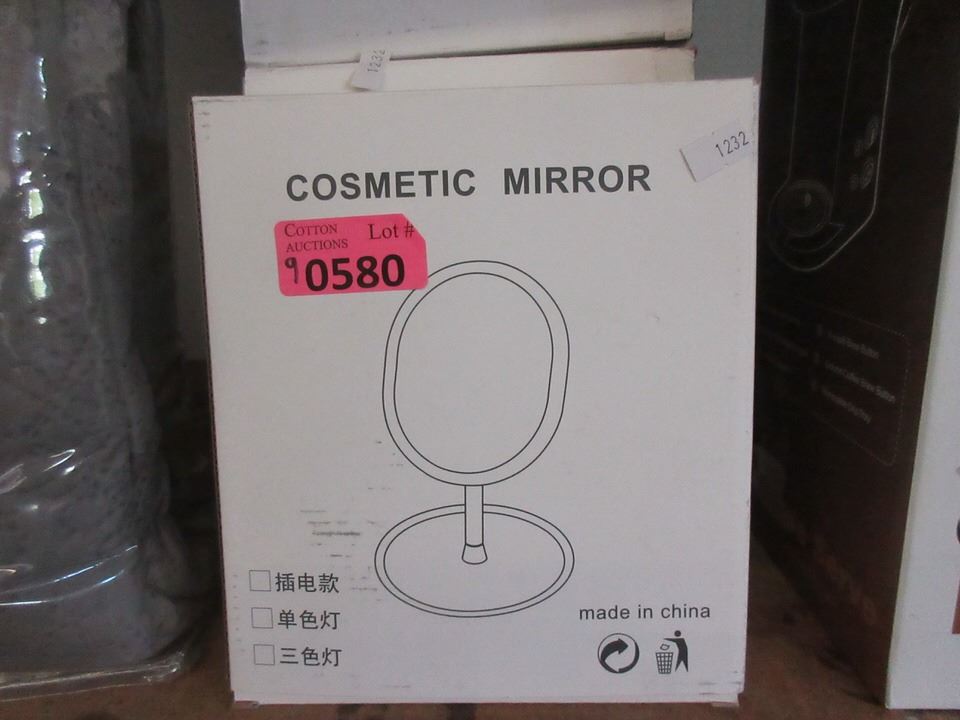 1232
1232
COSMETIC MIRROR
COTTON AUCTIONS Lot #
90580
插电款
单色灯
三色灯
made in china